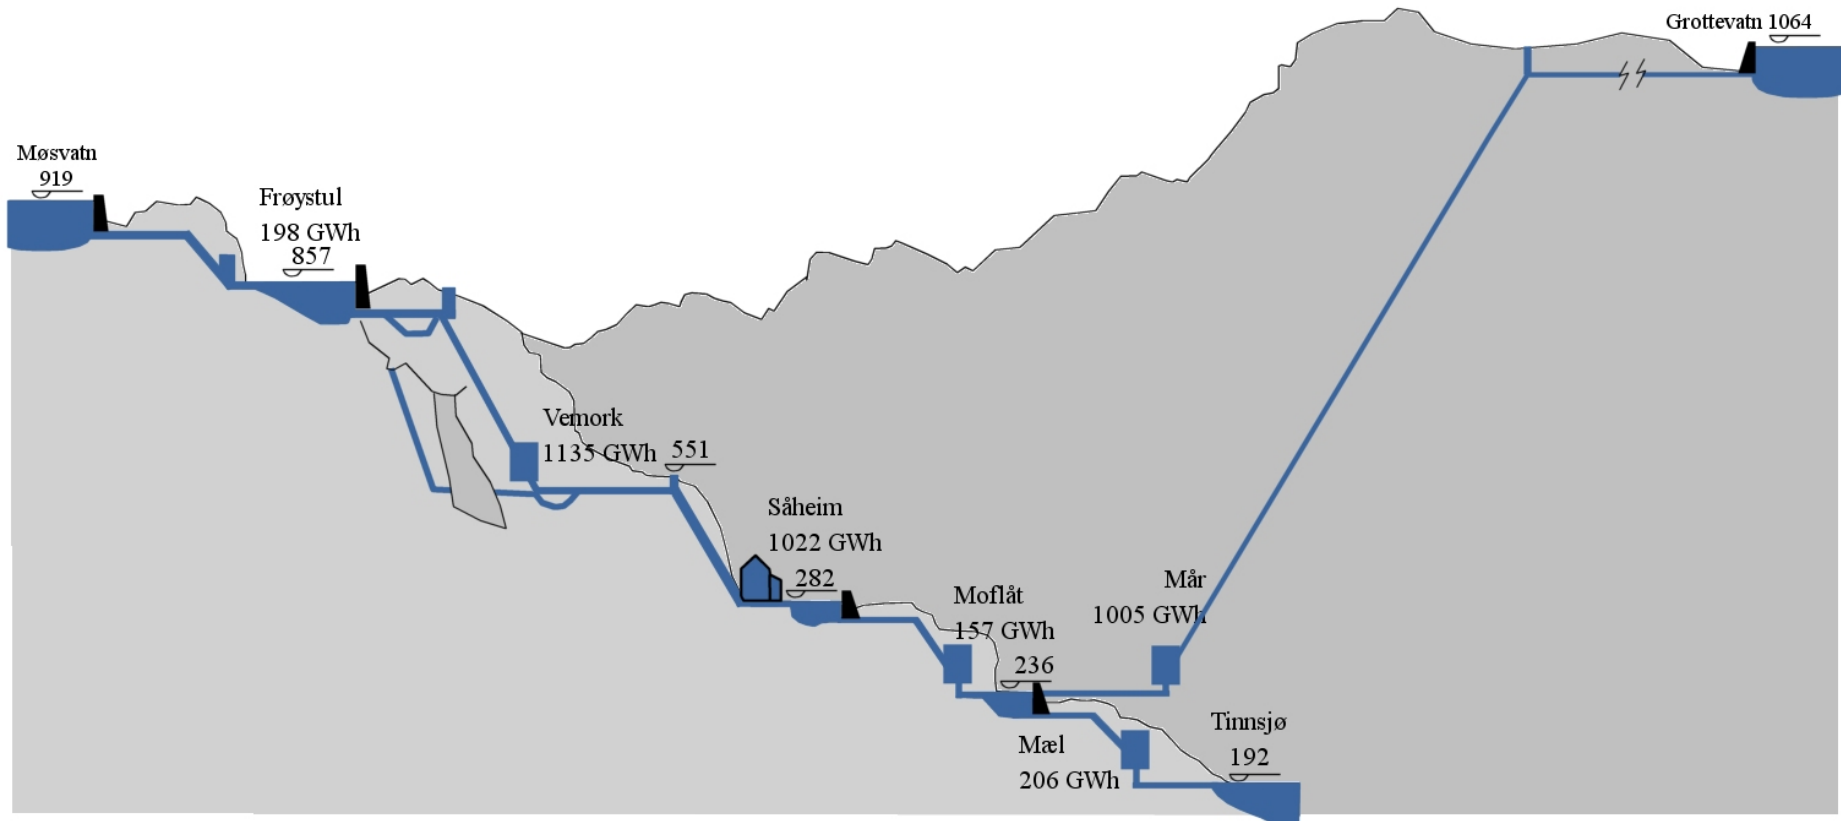 Grottevatn 1064
Møsvatn
919
Frøystul
198 GWh
857
Vemork
1135 GWh
551
Såheim
1022 GWh
282
Moflåt
157 GWh
236
Mår
1005 GWh
Mæl
206 GWh
Tinnsjø
192